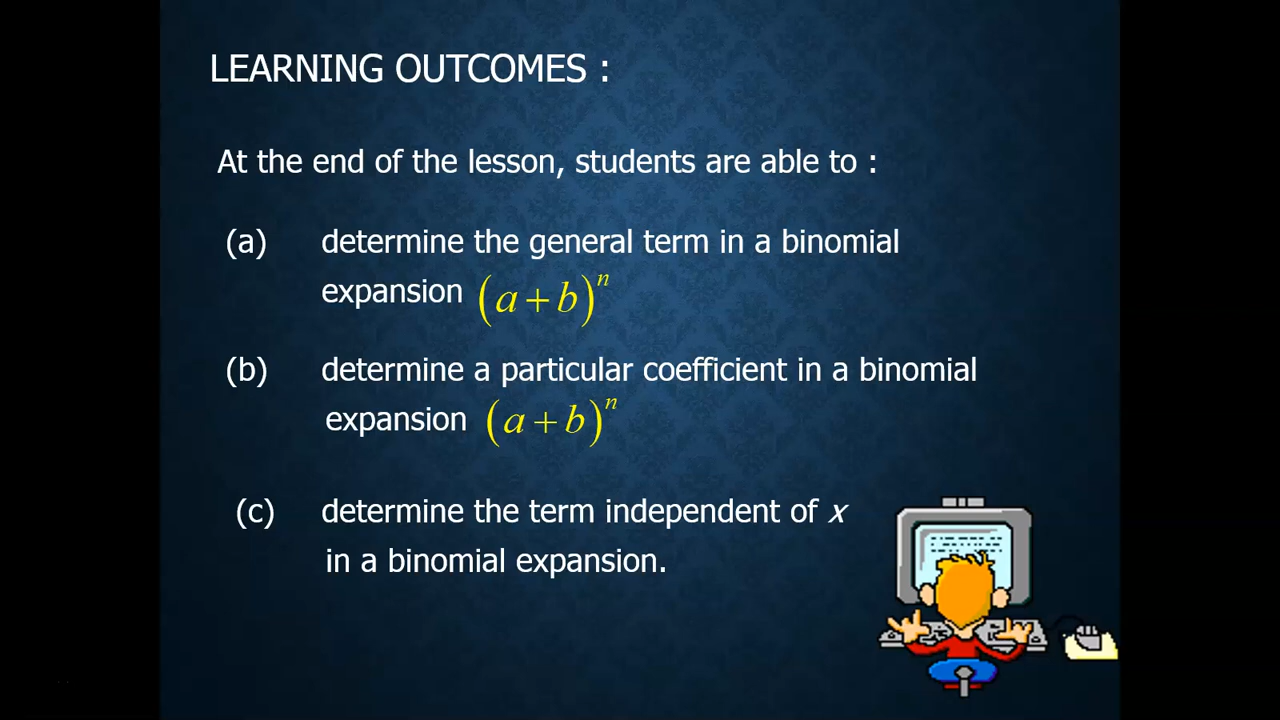 LEARNING OUTCOMES :
At the end of the lesson, students are able to :
(a) determine the general term in a binomial
expansion (a + b)^n
(b) determine a particular coefficient in a binomial
expansion (a + b)^n
(c) determine the term independent of x
in a binomial expansion.